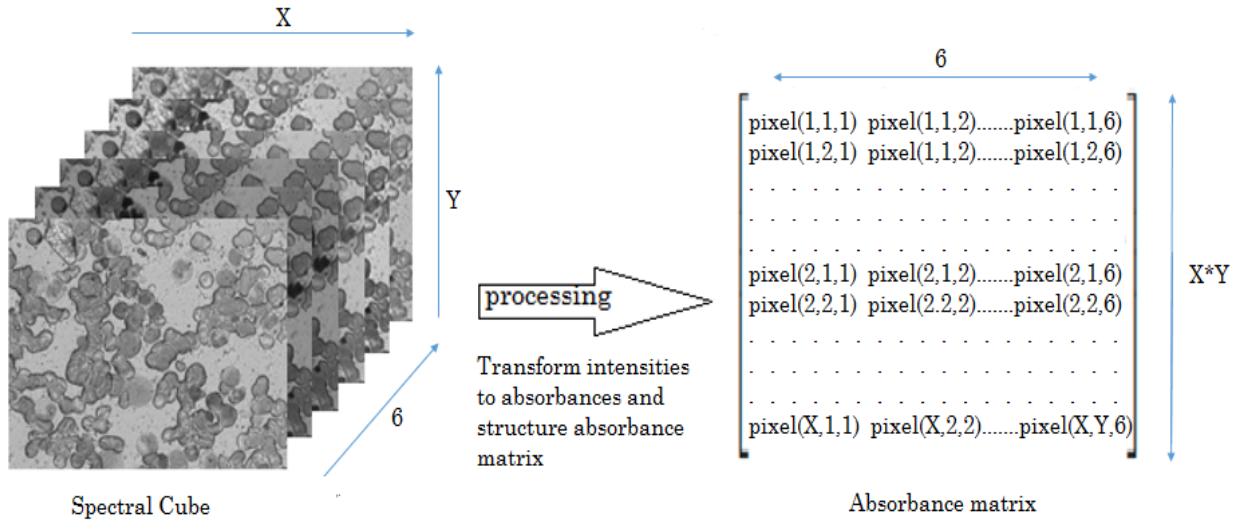 X
Y
6
Spectral Cube
processing
Transform intensities
to absorbances and
structure absorbance
matrix
6
pixel(1,1,1) pixel(1,1,2)......pixel(1,1,6)
pixel(1,2,1) pixel(1,1,2)......pixel(1,2,6)
. . . . . . . . . . . . . . . . . .
. . . . . . . . . . . . . . . . . .
. . . . . . . . . . . . . . . . . .
pixel(2,1,1) pixel(2,1,2)......pixel(2,1,6)
pixel(2,2,1) pixel(2.2,2)......pixel(2,2,6)
. . . . . . . . . . . . . . . . . .
. . . . . . . . . . . . . . . . . .
. . . . . . . . . . . . . . . . . .
pixel(X,1,1) pixel(X,2,2)......pixel(X,Y,6)
X*Y
Absorbance matrix